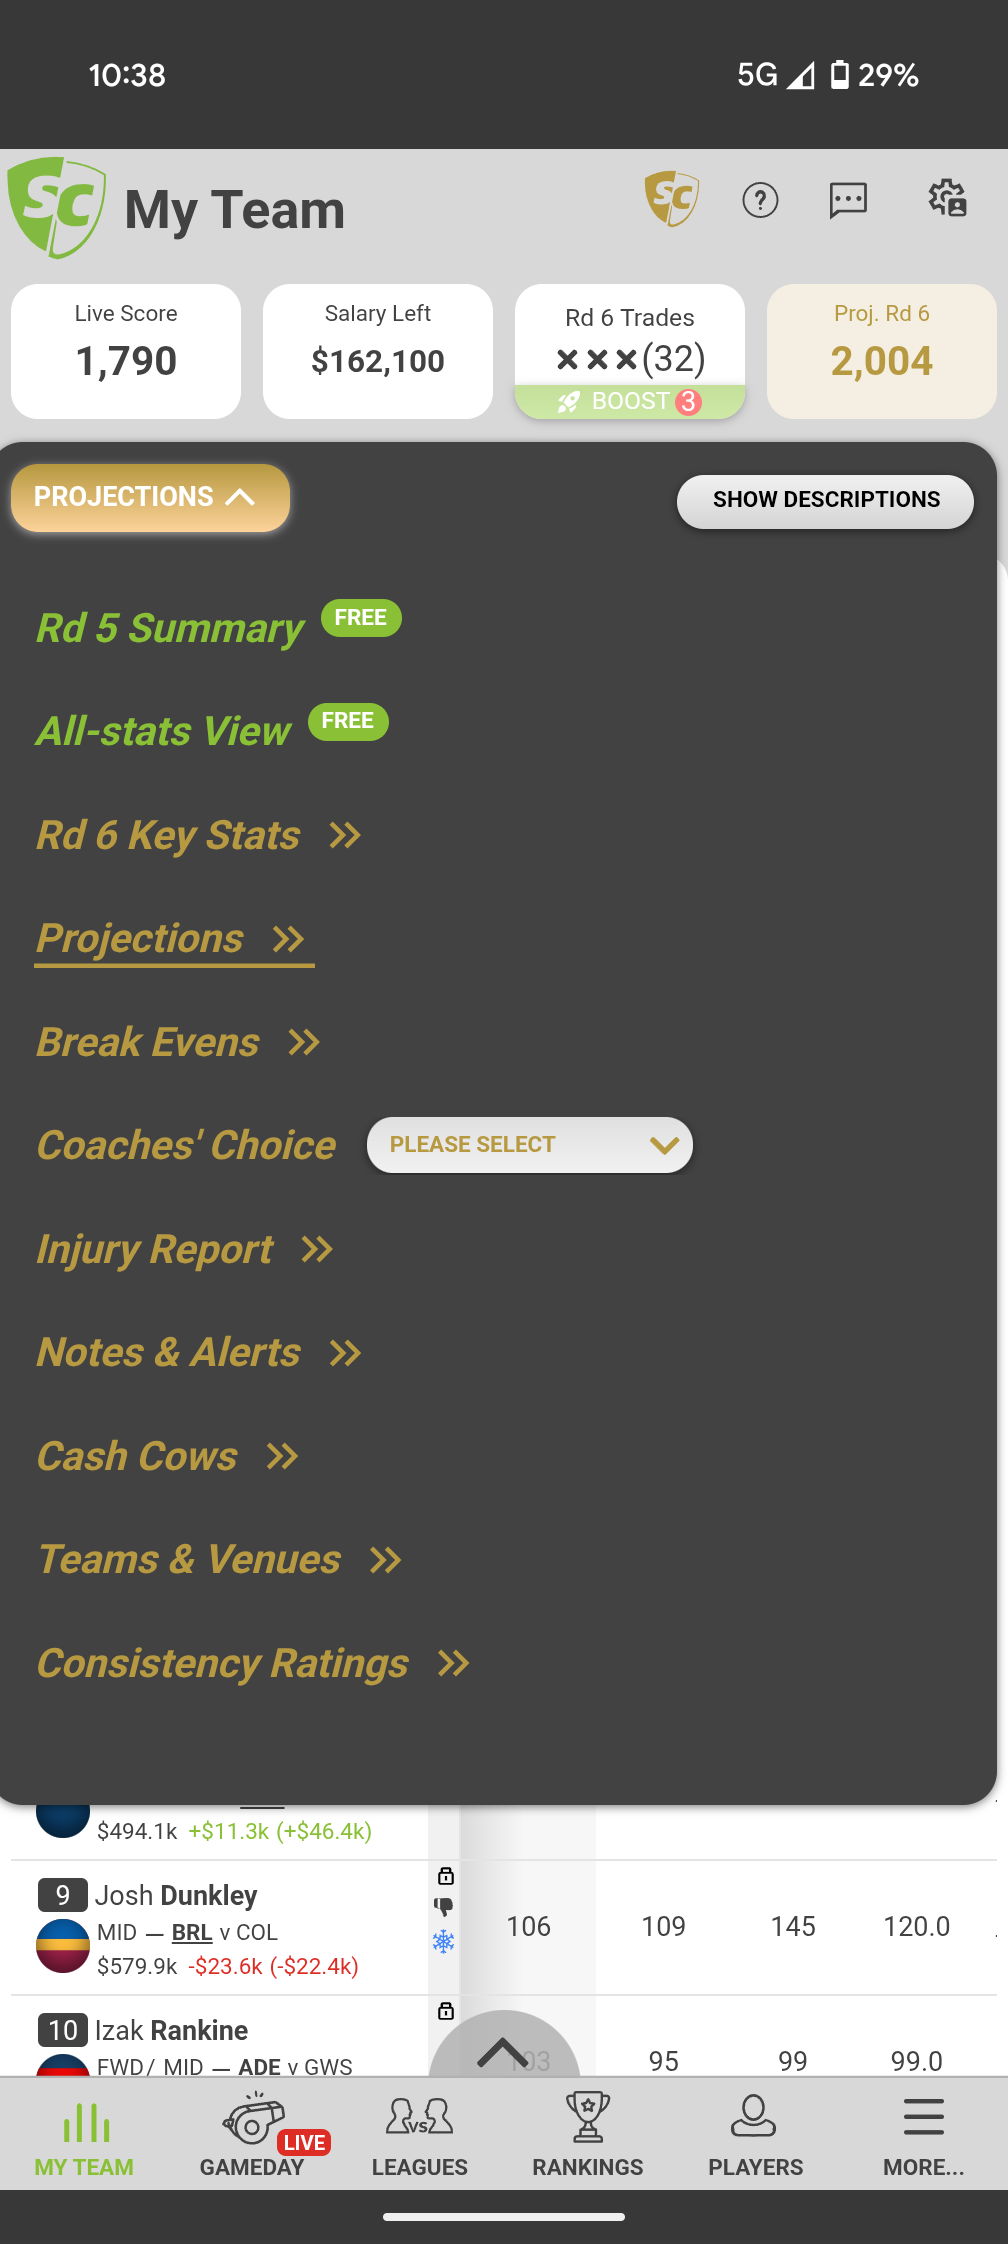 10:38
5G 29%
SC My Team SC ?
Live Score
1,790
Salary Left
$162,100
Rd 6 Trades
×××(32)
BOOST 3
Proj. Rd 6
2,004
PROJECTIONS
SHOW DESCRIPTIONS
Rd 5 Summary FREE
All-stats View FREE
Rd 6 Key Stats
Projections
Break Evens
Coaches' Choice PLEASE SELECT
Injury Report
Notes & Alerts
Cash Cows
Teams & Venues
Consistency Ratings
$494.1k +$11.3k (+$46.4k)
9 Josh Dunkley
MID — BRL v COL
106 109 145 120.0
$579.9k -$23.6k (-$22.4k)
10 Izak Rankine
FWD/ MID — ADE v GWS
103 95 99 99.0
VS
LIVE
MY TEAM GAMEDAY LEAGUES RANKINGS PLAYERS MORE...